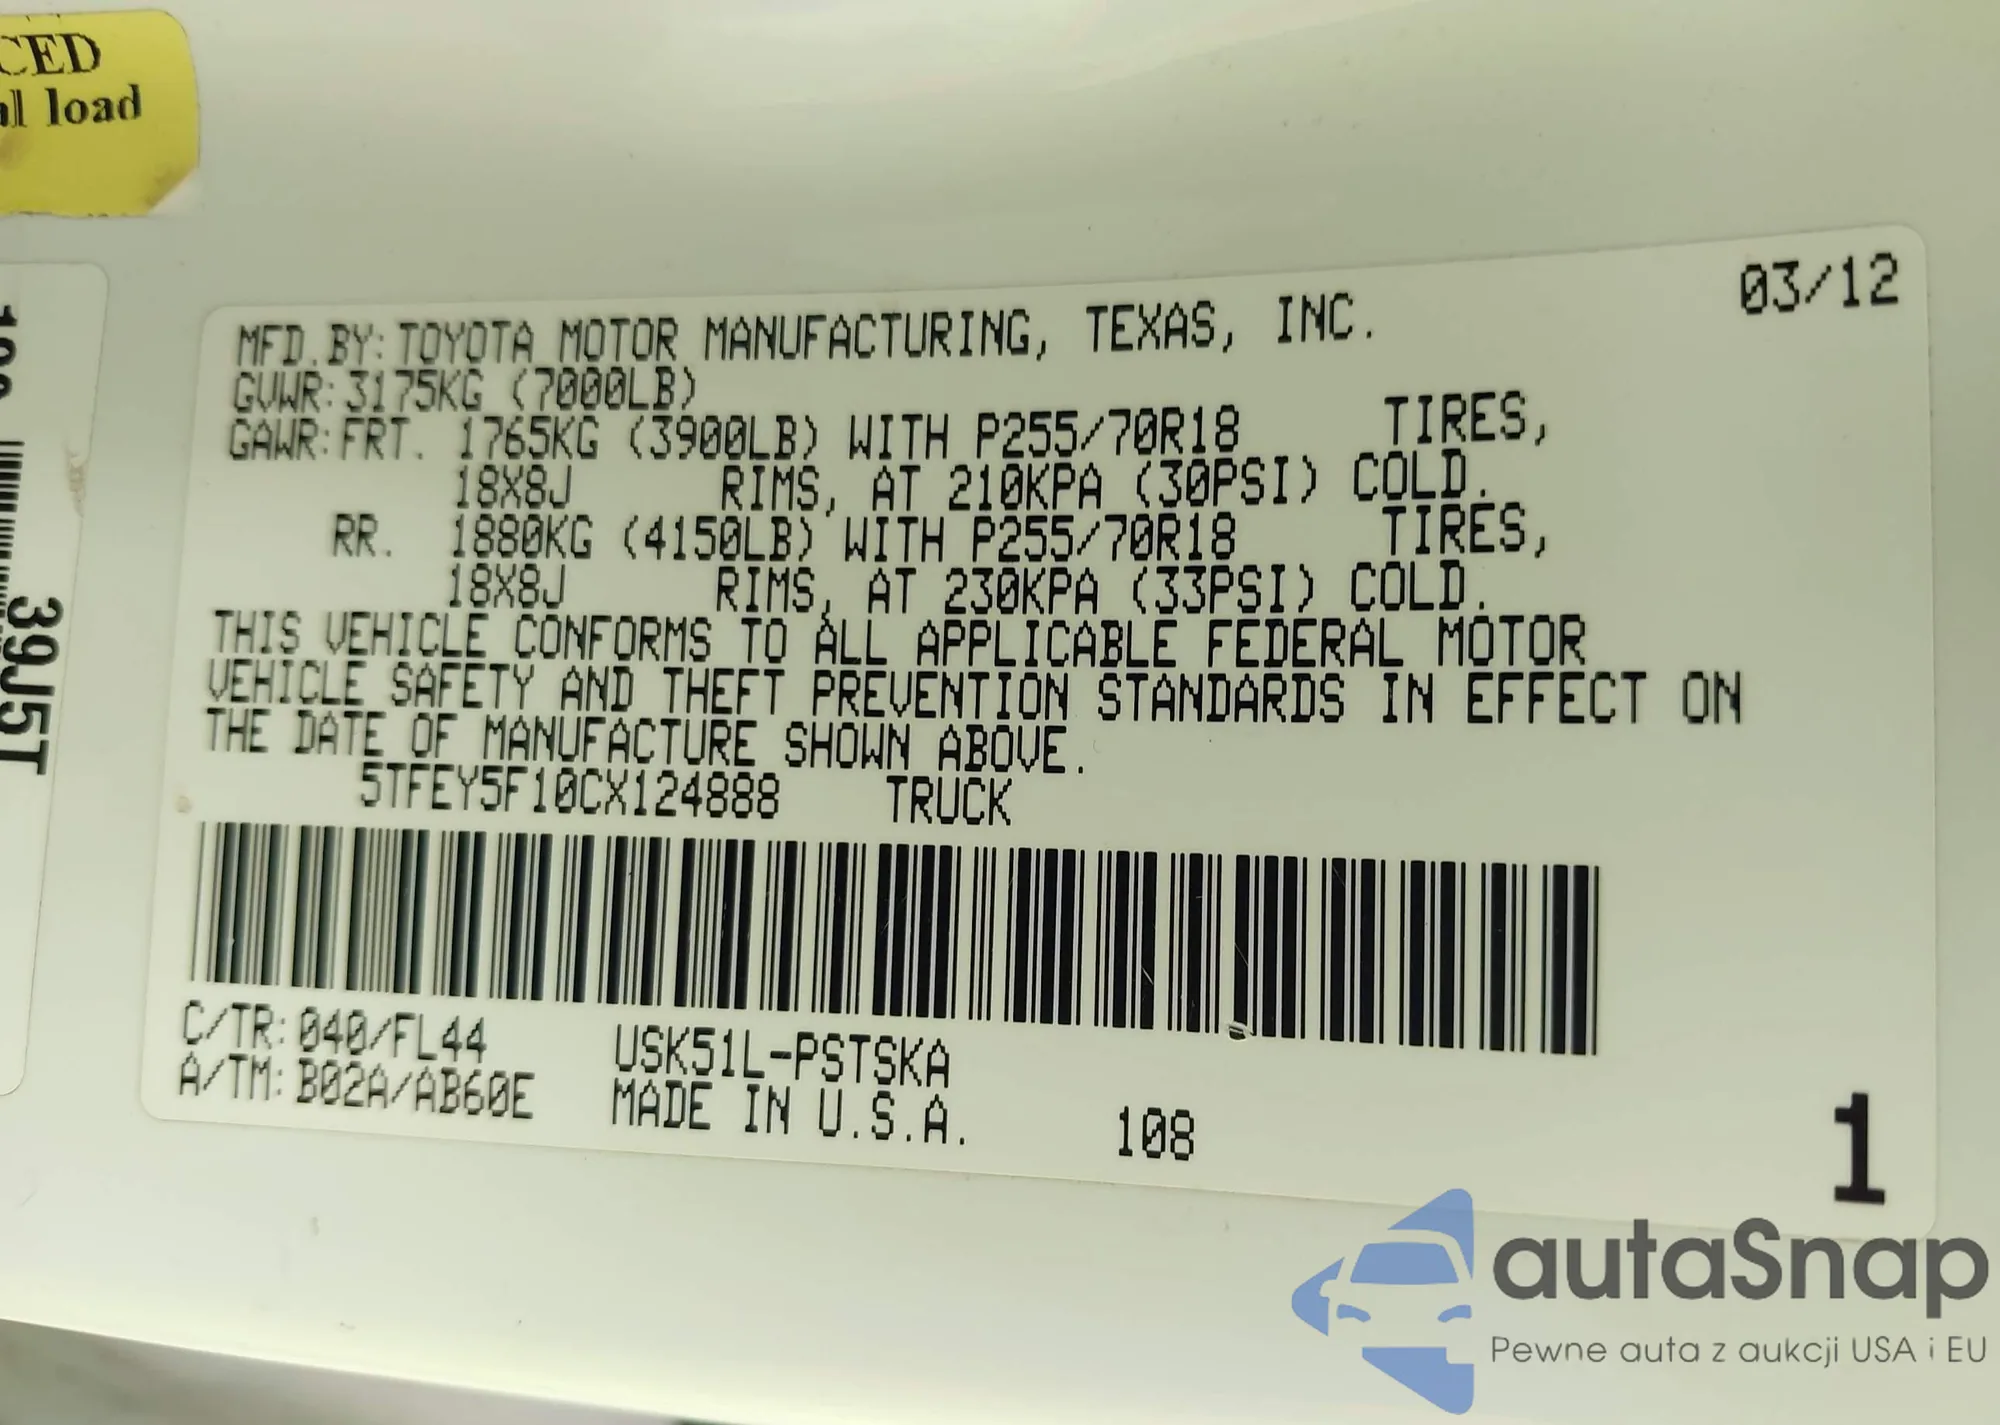 CED
al load
39J5T
03/12
MFD.BY:TOYOTA MOTOR MANUFACTURING, TEXAS, INC.
GVWR:3175KG (7000LB)
GAWR:FRT. 1765KG (3900LB) WITH P255/70R18 TIRES,
18X8J RIMS, AT 210KPA (30PSI) COLD.
RR. 1880KG (4150LB) WITH P255/70R18 TIRES,
18X8J RIMS, AT 230KPA (33PSI) COLD.
THIS VEHICLE CONFORMS TO ALL APPLICABLE FEDERAL MOTOR
VEHICLE SAFETY AND THEFT PREVENTION STANDARDS IN EFFECT ON
THE DATE OF MANUFACTURE SHOWN ABOVE.
5TFEY5F10CX124888 TRUCK
C/TR:040/FL44 USK51L-PSTSKA
A/TM:B02A/AB60E MADE IN U.S.A. 108
1
autoSnap
Pewne auta z aukcji USA i EU